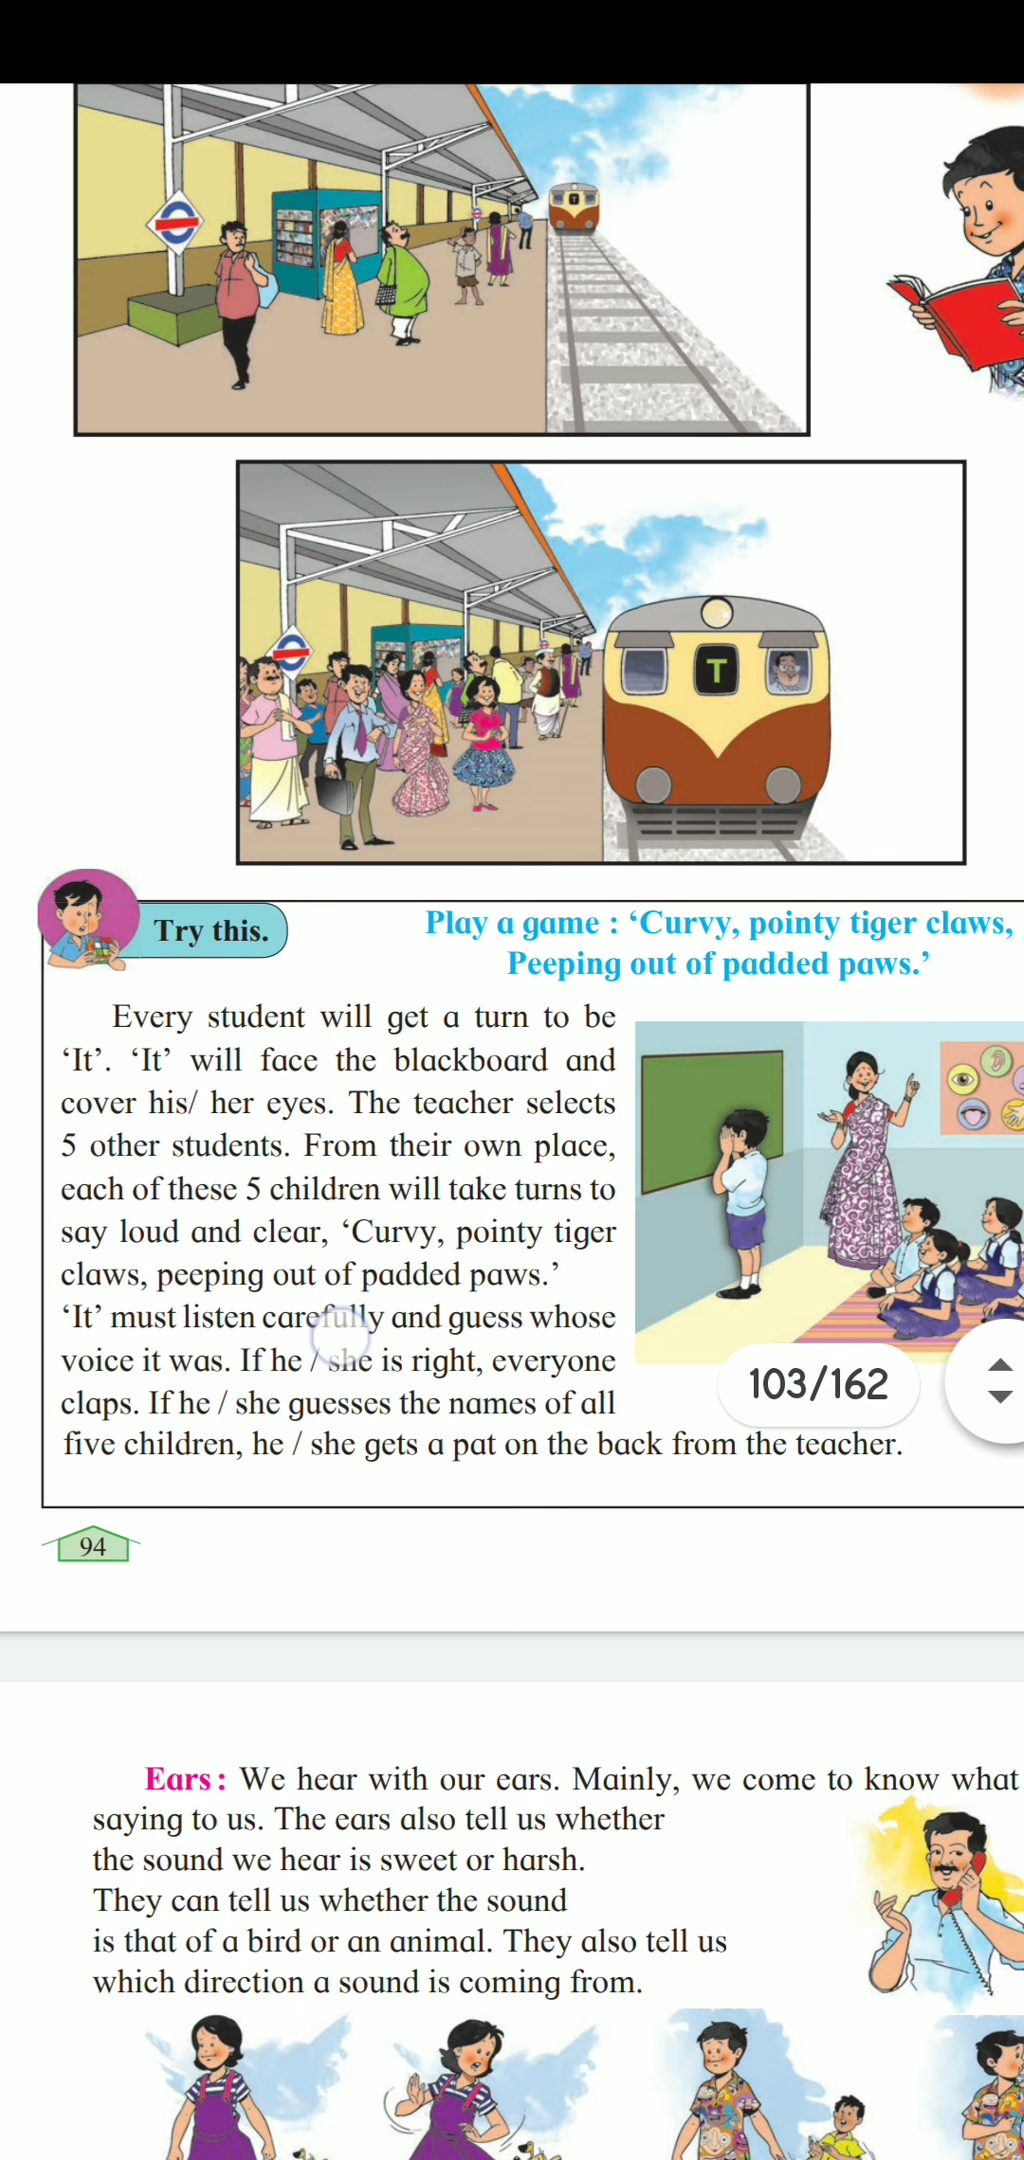 T
T
Try this.
Play a game : ‘Curvy, pointy tiger claws,
Peeping out of padded paws.’
Every student will get a turn to be
‘It’. ‘It’ will face the blackboard and
cover his/ her eyes. The teacher selects
5 other students. From their own place,
each of these 5 children will take turns to
say loud and clear, ‘Curvy, pointy tiger
claws, peeping out of padded paws.’
‘It’ must listen carefully and guess whose
voice it was. If he / she is right, everyone
claps. If he / she guesses the names of all
five children, he / she gets a pat on the back from the teacher.
103/162
94
Ears : We hear with our ears. Mainly, we come to know what
saying to us. The ears also tell us whether
the sound we hear is sweet or harsh.
They can tell us whether the sound
is that of a bird or an animal. They also tell us
which direction a sound is coming from.